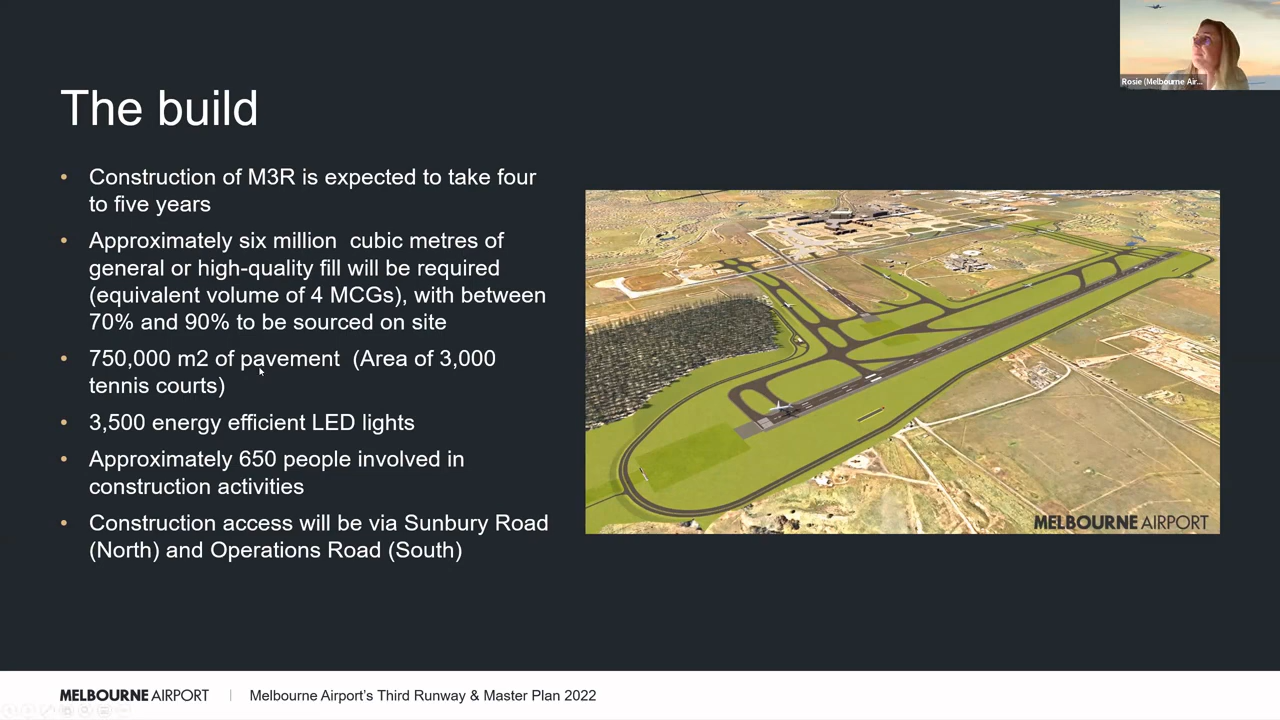 Rosie (Melbourne Air...
The build
• Construction of M3R is expected to take four
to five years
• Approximately six million  cubic metres of
general or high-quality fill will be required
(equivalent volume of 4 MCGs), with between
70% and 90% to be sourced on site
• 750,000 m2 of pavement  (Area of 3,000
tennis courts)
• 3,500 energy efficient LED lights
• Approximately 650 people involved in
construction activities
• Construction access will be via Sunbury Road
(North) and Operations Road (South)
MELBOURNE AIRPORT
MELBOURNE AIRPORT | Melbourne Airport's Third Runway & Master Plan 2022